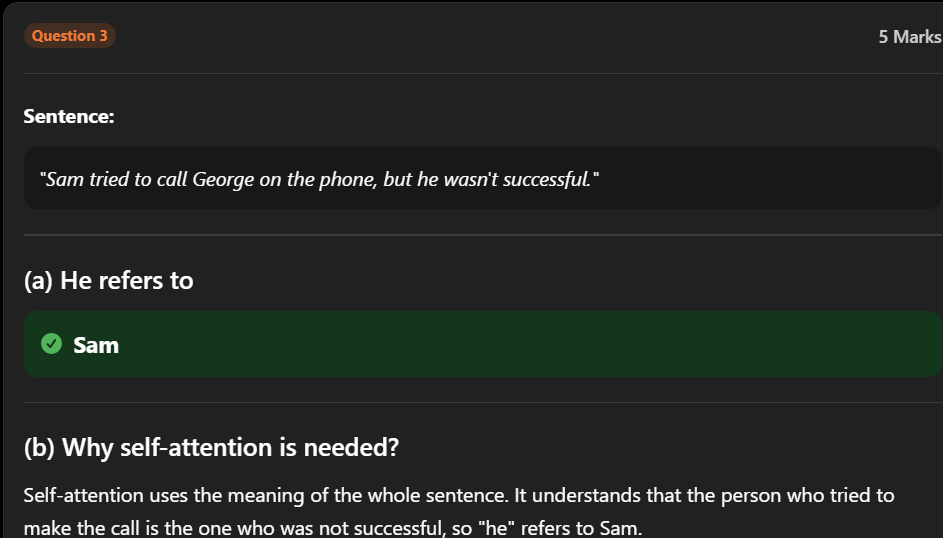 Question 3
5 Marks
Sentence:
"Sam tried to call George on the phone, but he wasn't successful."
(a) He refers to
Sam
(b) Why self-attention is needed?
Self-attention uses the meaning of the whole sentence. It understands that the person who tried to
make the call is the one who was not successful, so "he" refers to Sam.